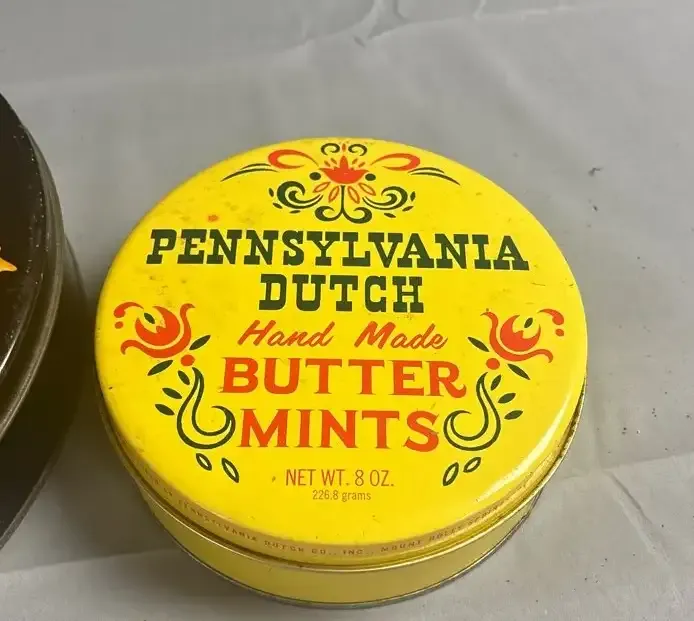 PENNSYLVANIA
DUTCH
Hand Made
BUTTER
MINTS
NET WT. 8 OZ.
226.8 grams
PENNSYLVANIA DUTCH CO., INC., MOUNT HOLLY